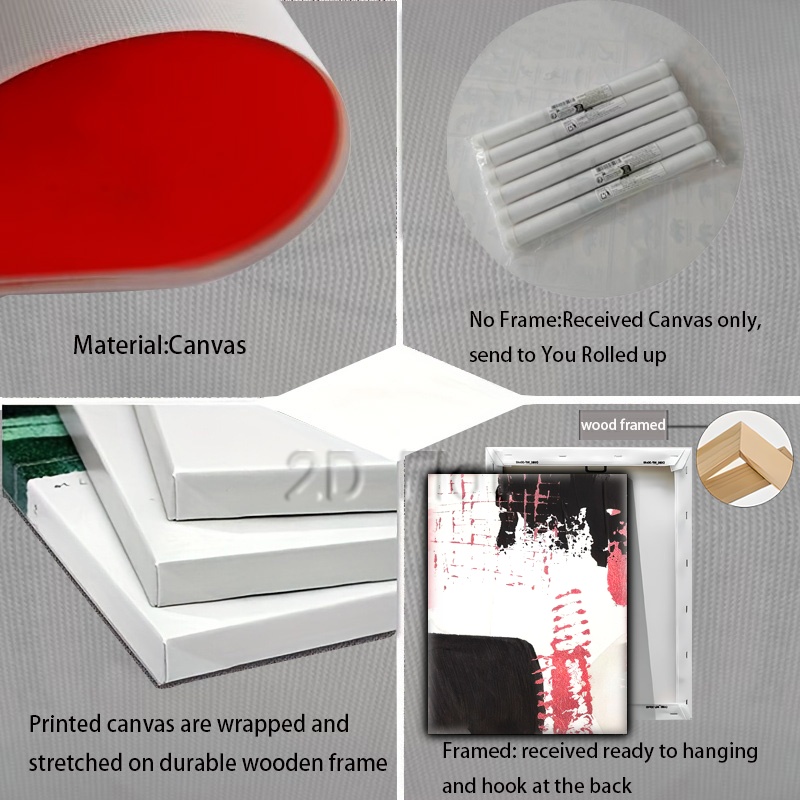 Material:Canvas
No Frame:Received Canvas only,
send to You Rolled up
wood framed
2D
Printed canvas are wrapped and
stretched on durable wooden frame
Framed: received ready to hanging
and hook at the back